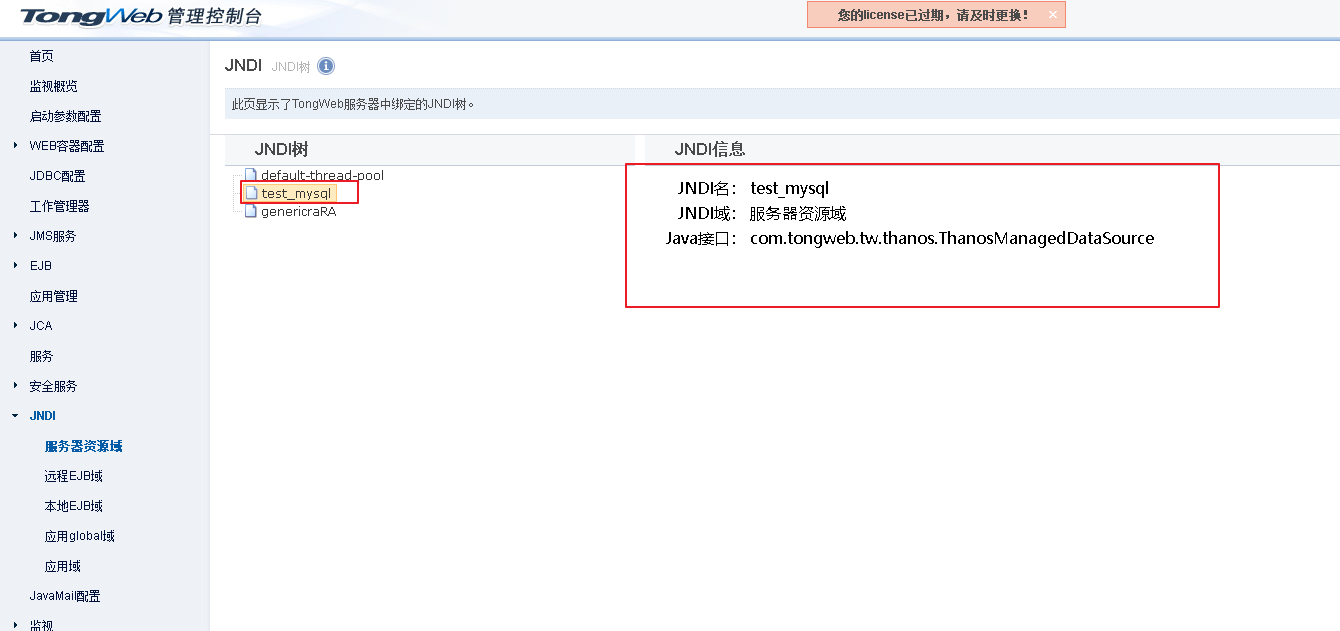 TongWeb 管理控制台
您的license已过期，请及时更换！ ×
首页
监视概览
启动参数配置
WEB容器配置
JDBC配置
工作管理器
JMS服务
EJB
应用管理
JCA
服务
安全服务
JNDI
服务器资源域
远程EJB域
本地EJB域
应用global域
应用域
JavaMail配置
监视
JNDI JNDI树
此页显示了TongWeb服务器中绑定的JNDI树。
JNDI树
default-thread-pool
test_mysql
genericraRA
JNDI信息
JNDI名： test_mysql
JNDI域： 服务器资源域
Java接口： com.tongweb.tw.thanos.ThanosManagedDataSource